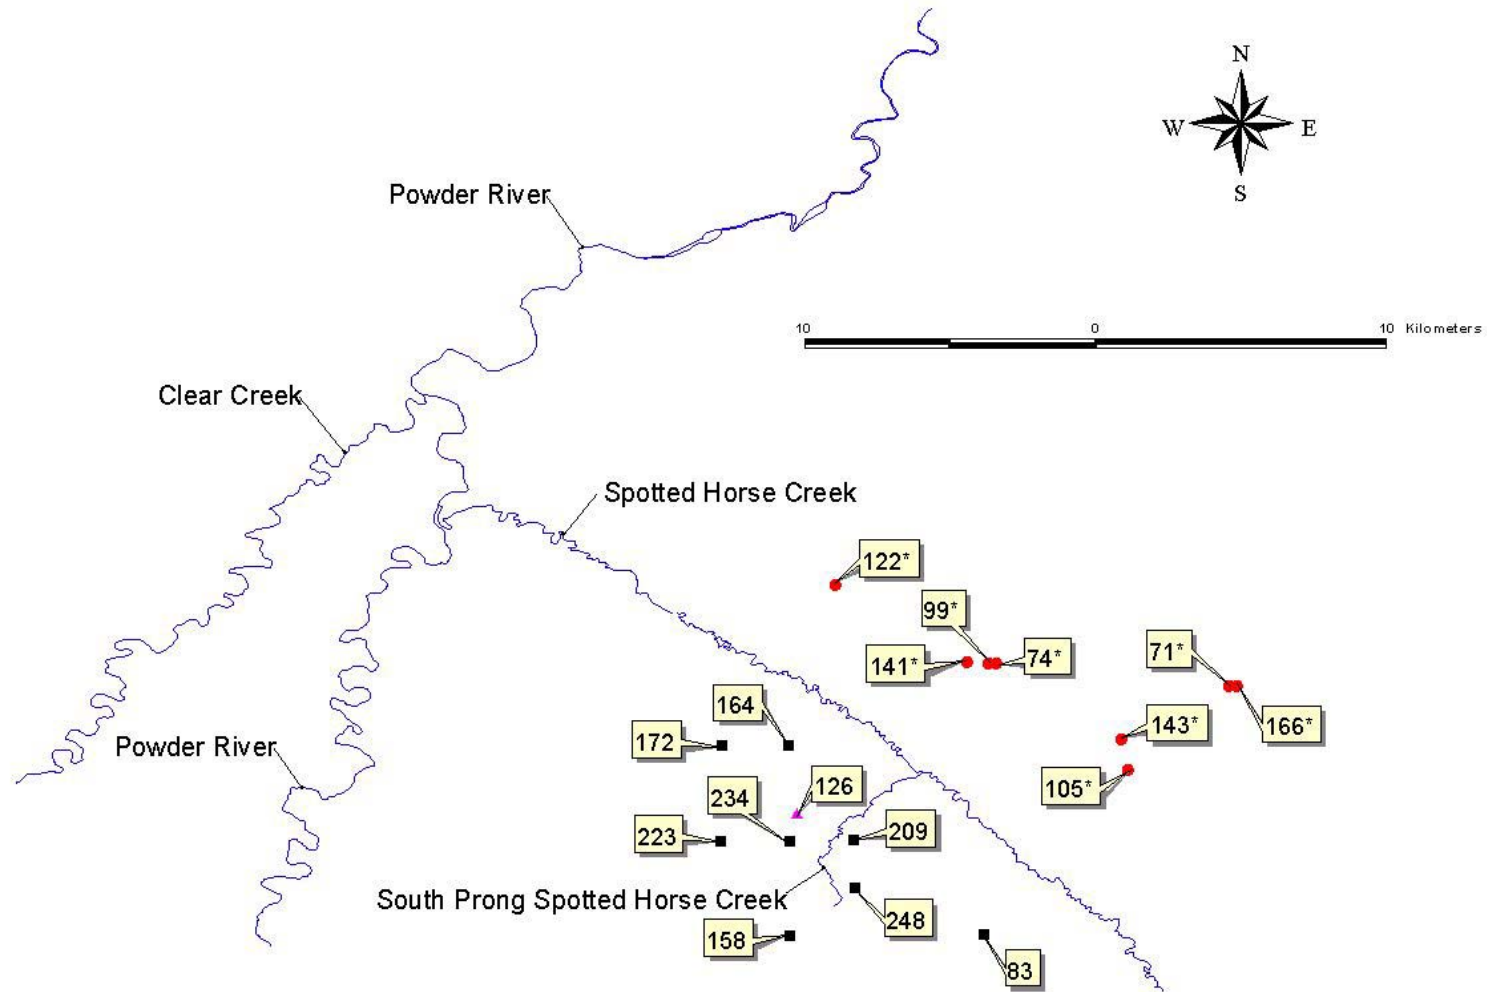 N
W E
S
Powder River
10 0 10 Kilometers
Clear Creek
Spotted Horse Creek
122*
99*
141*
74*
71*
166*
143*
105*
164
172
Powder River
126
234
223
209
South Prong Spotted Horse Creek
248
158
83